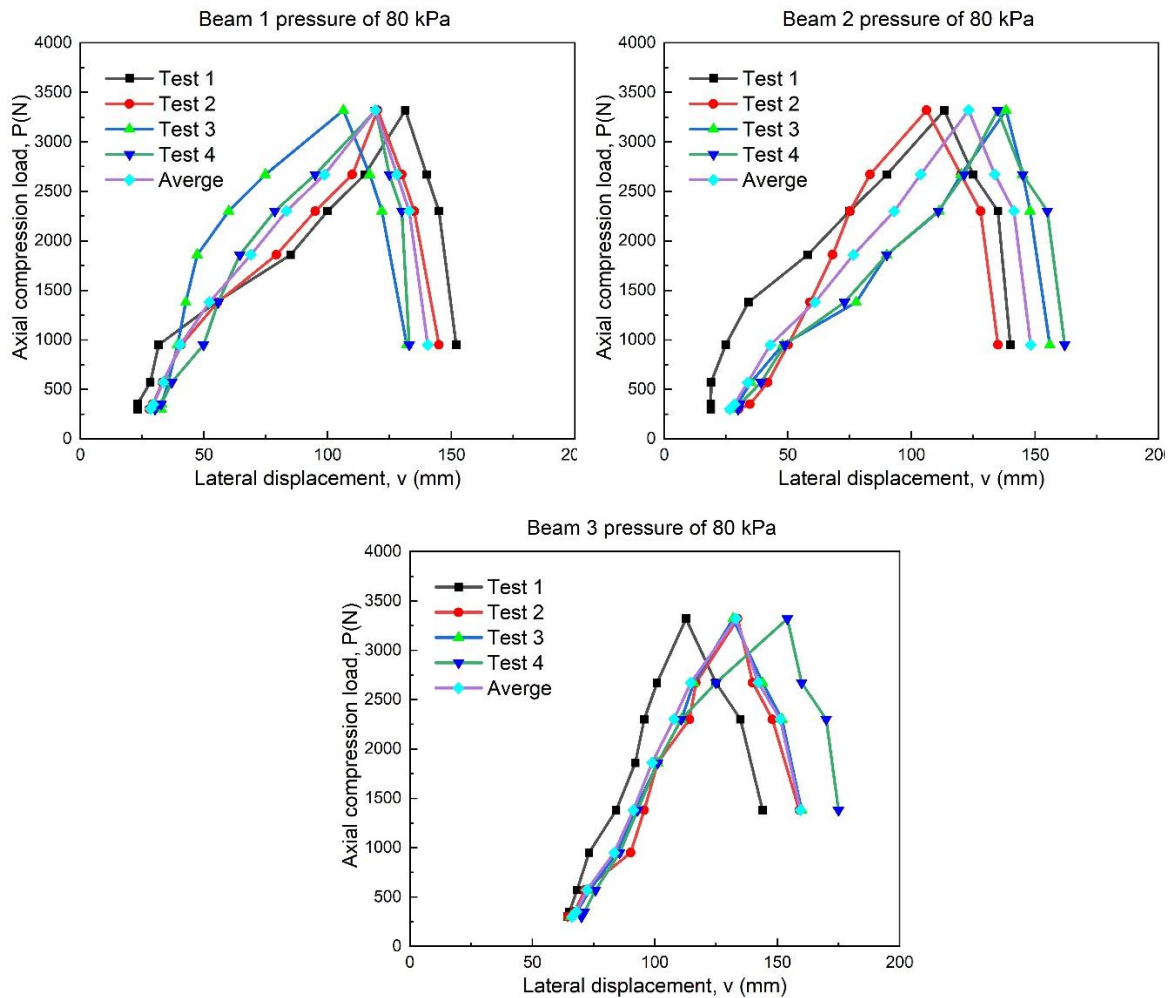 Beam 1 pressure of 80 kPa
4000
3500
3000
2500
2000
1500
1000
500
0
Axial compression load, P(N)
Test 1
Test 2
Test 3
Test 4
Averge
0 50 100 150 20
Lateral displacement, v (mm)
Beam 2 pressure of 80 kPa
4000
3500
3000
2500
2000
1500
1000
500
0
Axial compression load, P(N)
Test 1
Test 2
Test 3
Test 4
Averge
0 50 100 150 200
Lateral displacement, v (mm)
Beam 3 pressure of 80 kPa
4000
3500
3000
2500
2000
1500
1000
500
0
Axial compression load, P(N)
Test 1
Test 2
Test 3
Test 4
Averge
0 50 100 150 200
Lateral displacement, v (mm)